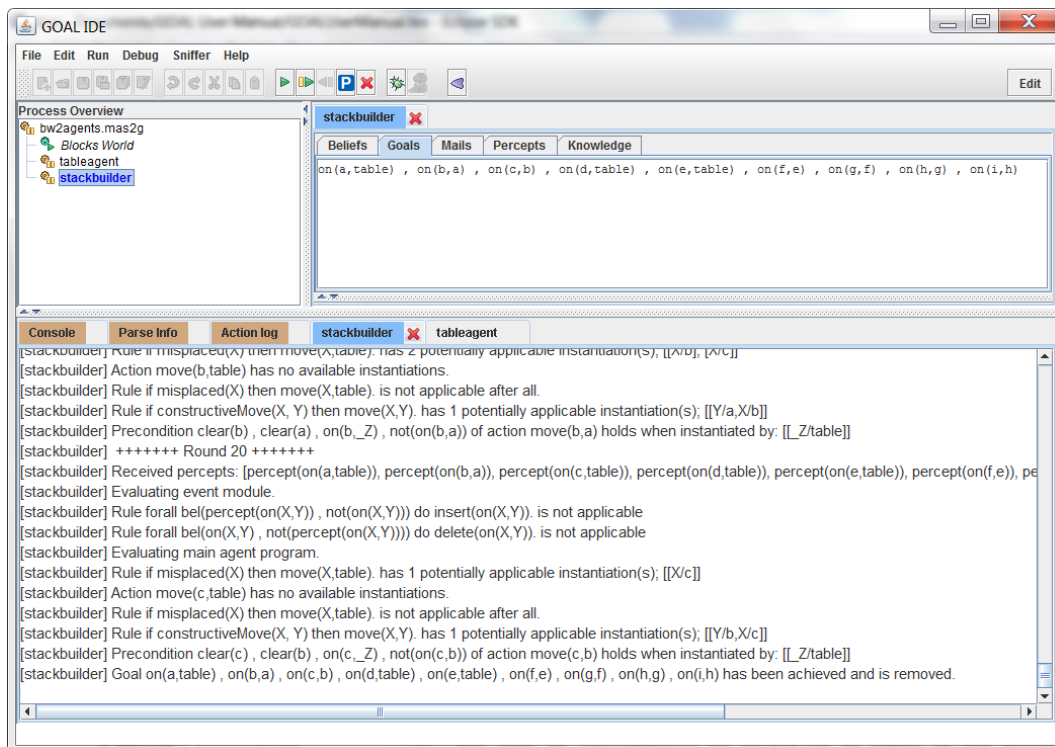 GOAL IDE
File Edit Run Debug Sniffer Help
P
Edit
Process Overview
bw2agents.mas2g
Blocks World
tableagent
stackbuilder
stackbuilder
Beliefs Goals Mails Percepts Knowledge
on(a,table) , on(b,a) , on(c,b) , on(d,table) , on(e,table) , on(f,e) , on(g,f) , on(h,g) , on(i,h)
Console Parse Info Action log stackbuilder tableagent
[stackbuilder] Rule if misplaced(X) then move(X,table). has 2 potentially applicable instantiation(s); [[X/b], [X/c]]
[stackbuilder] Action move(b,table) has no available instantiations.
[stackbuilder] Rule if misplaced(X) then move(X,table). is not applicable after all.
[stackbuilder] Rule if constructiveMove(X, Y) then move(X,Y). has 1 potentially applicable instantiation(s); [[Y/a,X/b]]
[stackbuilder] Precondition clear(b) , clear(a) , on(b,_Z) , not(on(b,a)) of action move(b,a) holds when instantiated by: [[_Z/table]]
[stackbuilder] +++++++ Round 20 +++++++
[stackbuilder] Received percepts: [percept(on(a,table)), percept(on(b,a)), percept(on(c,table)), percept(on(d,table)), percept(on(e,table)), percept(on(f,e)), pe
[stackbuilder] Evaluating event module.
[stackbuilder] Rule forall bel(percept(on(X,Y)) , not(on(X,Y))) do insert(on(X,Y)). is not applicable
[stackbuilder] Rule forall bel(on(X,Y) , not(percept(on(X,Y)))) do delete(on(X,Y)). is not applicable
[stackbuilder] Evaluating main agent program.
[stackbuilder] Rule if misplaced(X) then move(X,table). has 1 potentially applicable instantiation(s); [[X/c]]
[stackbuilder] Action move(c,table) has no available instantiations.
[stackbuilder] Rule if misplaced(X) then move(X,table). is not applicable after all.
[stackbuilder] Rule if constructiveMove(X, Y) then move(X,Y). has 1 potentially applicable instantiation(s); [[Y/b,X/c]]
[stackbuilder] Precondition clear(c) , clear(b) , on(c,_Z) , not(on(c,b)) of action move(c,b) holds when instantiated by: [[_Z/table]]
[stackbuilder] Goal on(a,table) , on(b,a) , on(c,b) , on(d,table) , on(e,table) , on(f,e) , on(g,f) , on(h,g) , on(i,h) has been achieved and is removed.